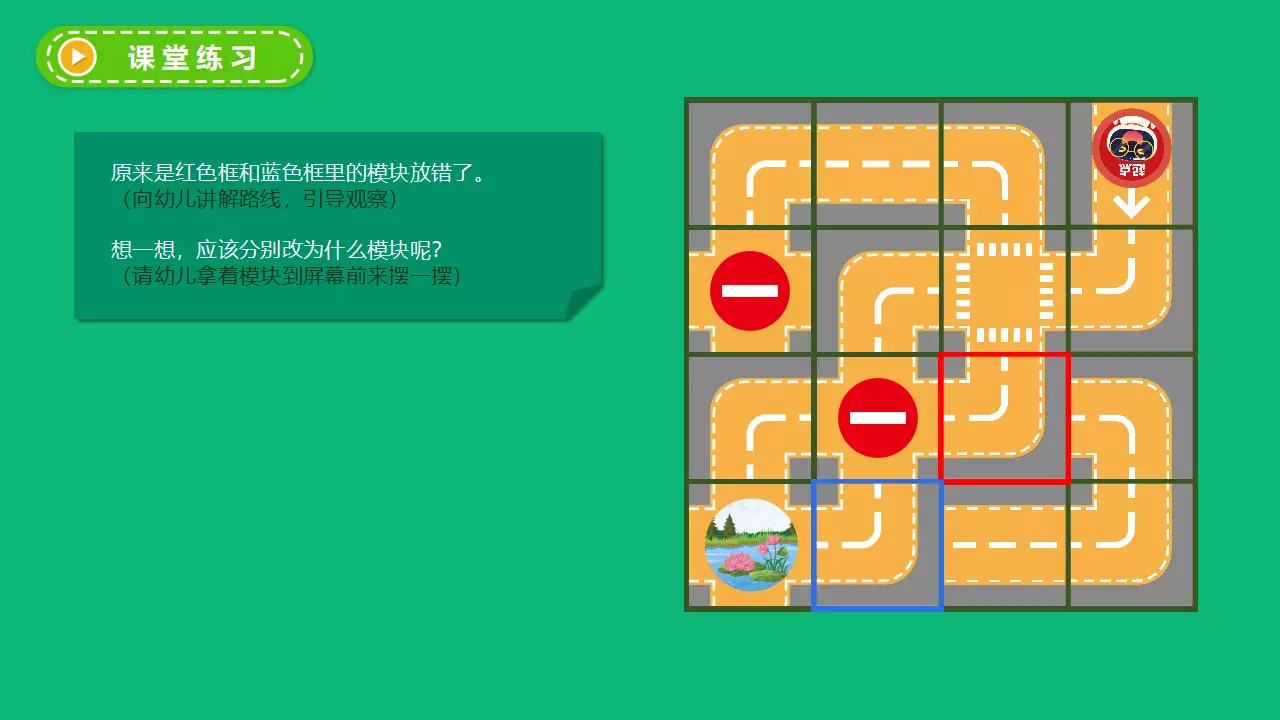 课堂练习
原来是红色框和蓝色框里的模块放错了。
（向幼儿讲解路线，引导观察）
想一想，应该分别改为什么模块呢？
（请幼儿拿着模块到屏幕前来摆一摆）